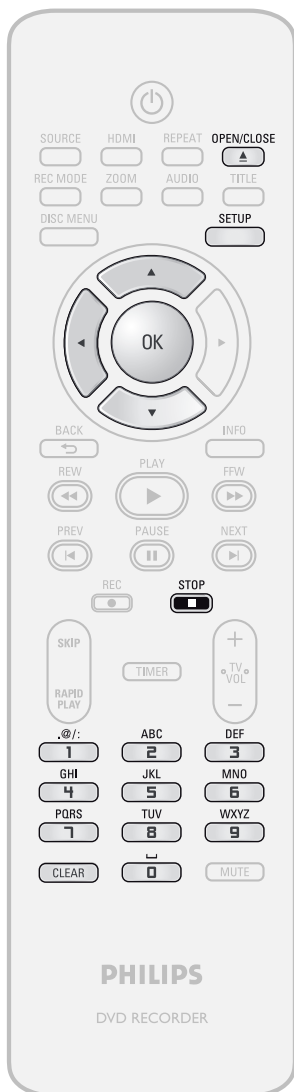 SOURCE HDMI REPEAT OPEN/CLOSE
REC MODE ZOOM AUDIO TITLE
DISC MENU SETUP
OK
BACK INFO
REW PLAY FFW
PREV PAUSE NEXT
REC STOP
SKIP
RAPID
PLAY
TIMER
+
TV
VOL
−
.@/: ABC DEF
1 2 3
GHI JKL MNO
4 5 6
PQRS TUV WXYZ
7 8 9
CLEAR 0 MUTE
PHILIPS
DVD RECORDER